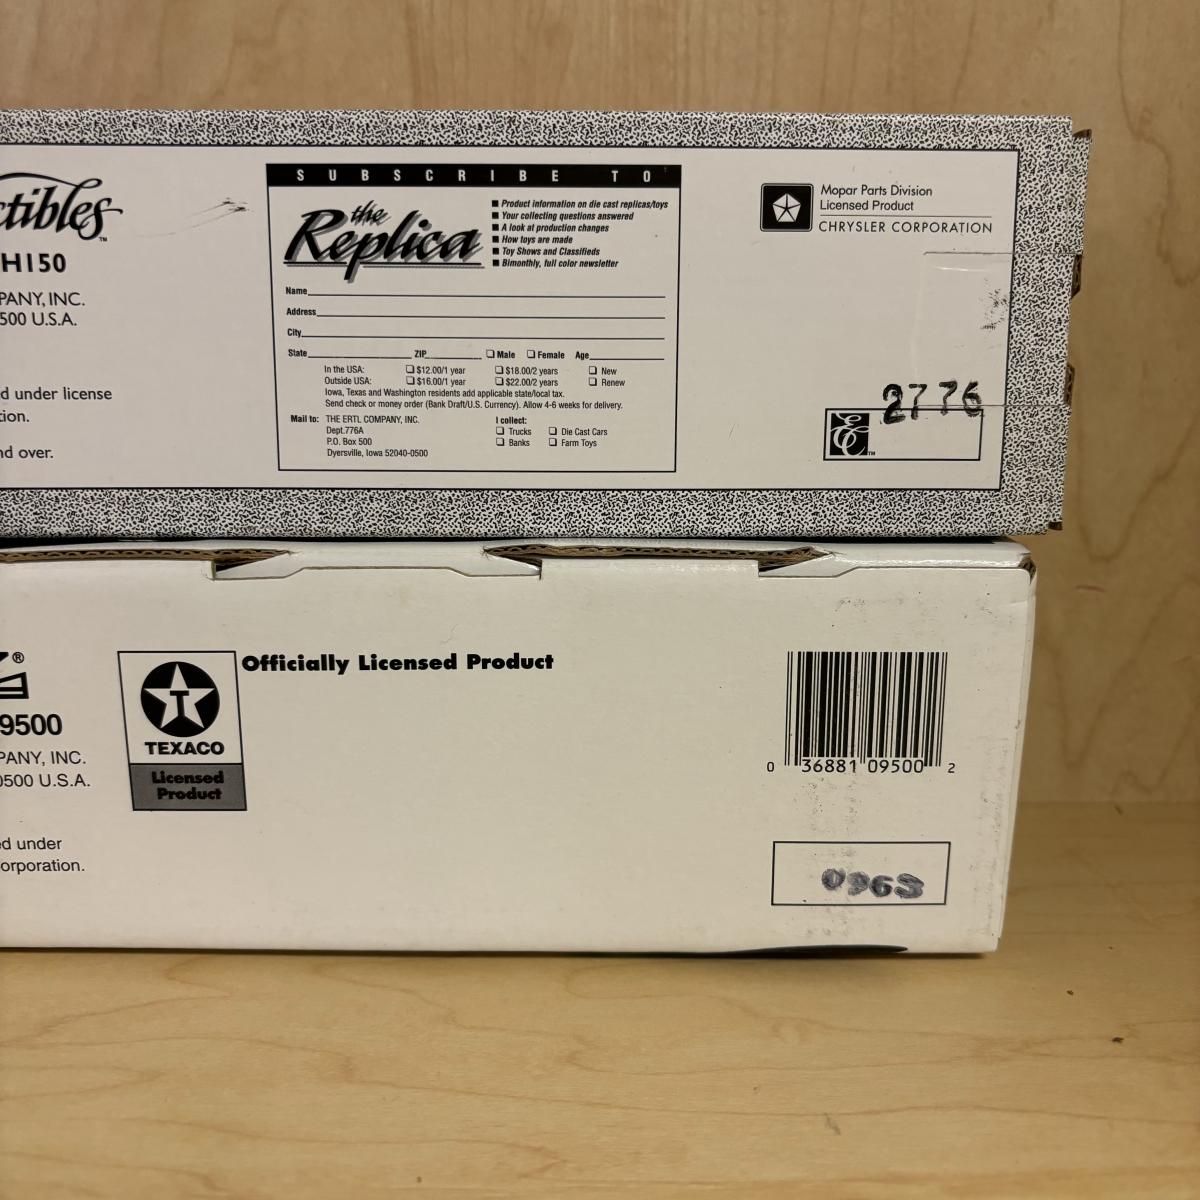 ctibles™
H150
PANY, INC.
500 U.S.A.
d under license
tion.
nd over.
SUBSCRIBE TO
the
Replica
■ Product information on die cast replicas/toys
■ Your collecting questions answered
■ A look at production changes
■ How toys are made
■ Toy Shows and Classifieds
■ Bimonthly, full color newsletter
Name
Address
City
State ZIP ☐ Male ☐ Female Age
In the USA: ☐ $12.00/1 year ☐ $18.00/2 years ☐ New
Outside USA: ☐ $16.00/1 year ☐ $22.00/2 years ☐ Renew
Iowa, Texas and Washington residents add applicable state/local tax.
Send check or money order (Bank Draft/U.S. Currency). Allow 4-6 weeks for delivery.
Mail to: THE ERTL COMPANY, INC.
Dept.776A
P.O. Box 500
Dyersville, Iowa 52040-0500
I collect:
☐ Trucks ☐ Die Cast Cars
☐ Banks ☐ Farm Toys
Mopar Parts Division
Licensed Product
CHRYSLER CORPORATION
2776
E™
®
9500
PANY, INC.
0500 U.S.A.
ed under
orporation.
T
TEXACO
Licensed
Product
Officially Licensed Product
0 36881 09500 2
0963